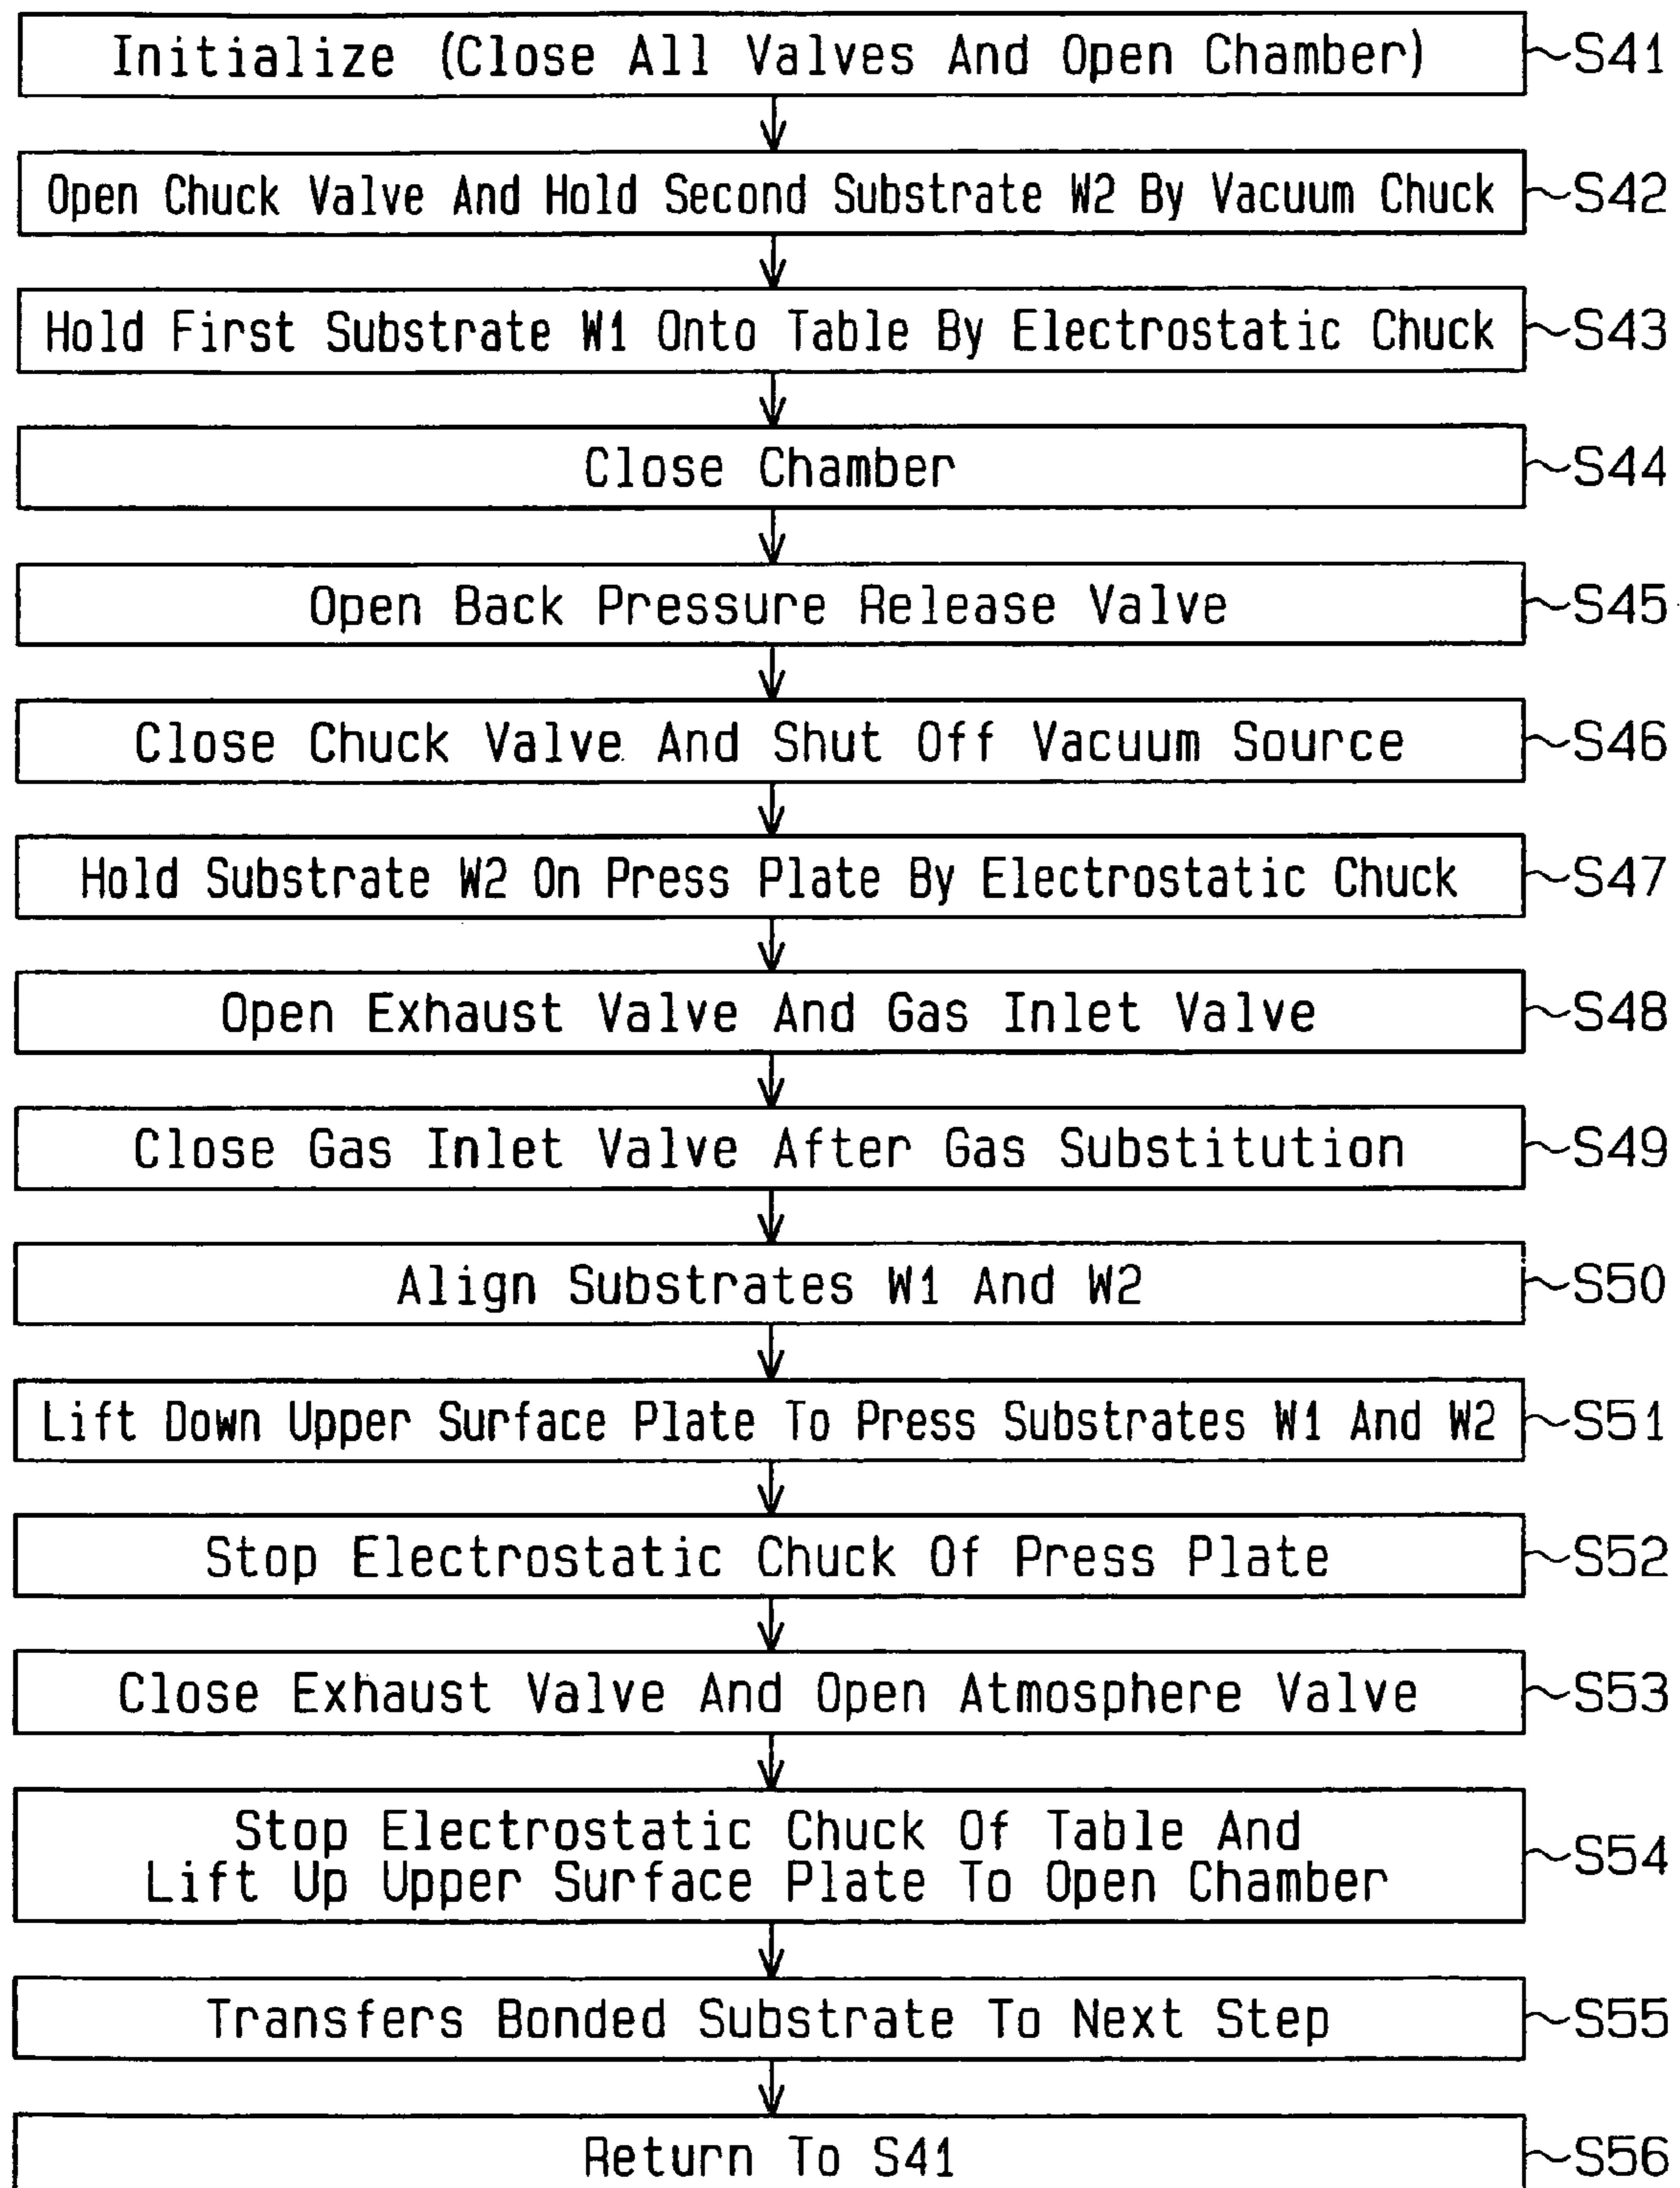 Initialize (Close All Valves And Open Chamber) S41
Open Chuck Valve And Hold Second Substrate W2 By Vacuum Chuck S42
Hold First Substrate W1 Onto Table By Electrostatic Chuck S43
Close Chamber S44
Open Back Pressure Release Valve S45
Close Chuck Valve And Shut Off Vacuum Source S46
Hold Substrate W2 On Press Plate By Electrostatic Chuck S47
Open Exhaust Valve And Gas Inlet Valve S48
Close Gas Inlet Valve After Gas Substitution S49
Align Substrates W1 And W2 S50
Lift Down Upper Surface Plate To Press Substrates W1 And W2 S51
Stop Electrostatic Chuck Of Press Plate S52
Close Exhaust Valve And Open Atmosphere Valve S53
Stop Electrostatic Chuck Of Table And
Lift Up Upper Surface Plate To Open Chamber S54
Transfers Bonded Substrate To Next Step S55
Return To S41 S56